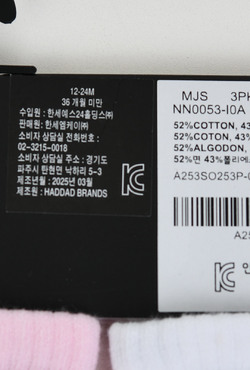 12-24M
36 개월 미만
수입원 : 한세예스24홀딩스㈜
판매원 : 한세엠케이㈜
소비자 상담실 전화번호 :
02-3215-0018
소비자 상담실 주소 : 경기도
파주시 탄현면 낙하리 5-3
제조년월 : 2025년 03월
제조원 : HADDAD BRANDS
MJS 3PK
NN0053-I0A
52%COTTON, 43%
52%COTON, 43%
52%ALGODON,
52%면 43%폴리에
A253SO253P-0
A25